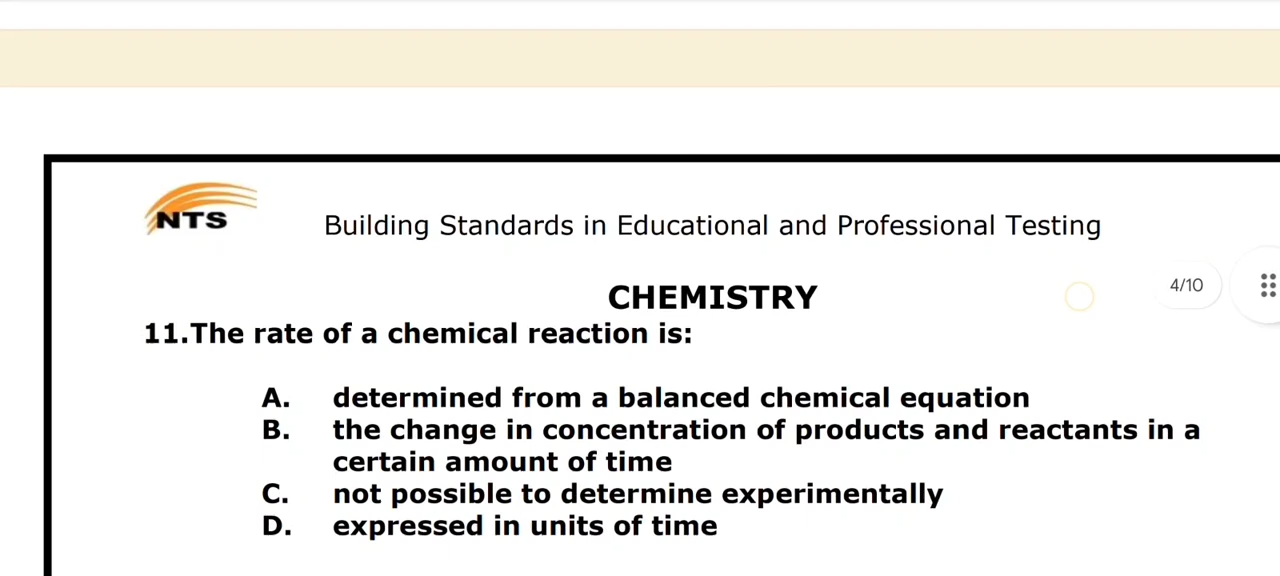 NTS
Building Standards in Educational and Professional Testing
4/10
CHEMISTRY
11.The rate of a chemical reaction is:
A. determined from a balanced chemical equation
B. the change in concentration of products and reactants in a
certain amount of time
C. not possible to determine experimentally
D. expressed in units of time